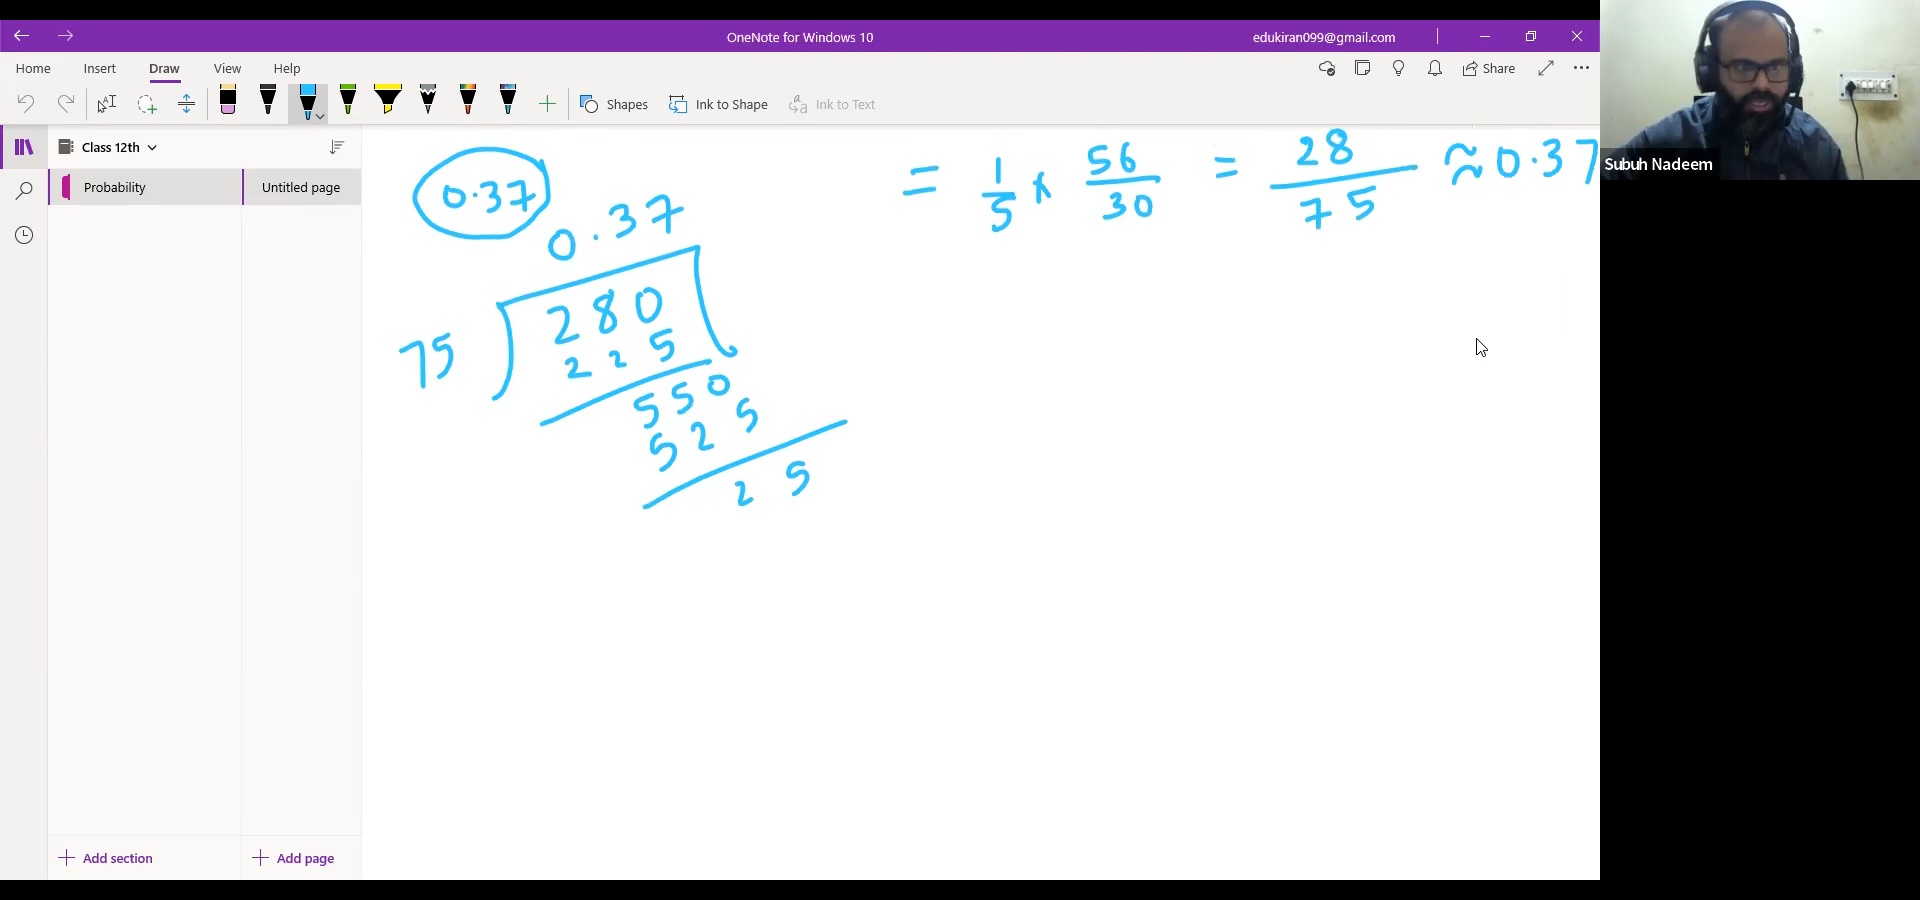 OneNote for Windows 10
edukiran099@gmail.com
Home Insert Draw View Help
Share
Shapes Ink to Shape Ink to Text
Class 12th
Probability
Untitled page
0.37
= 1/5 × 56/30 = 28/75 ≈ 0.37
0.37
75 280
225
550
525
25
Subuh Nadeem
Add section
Add page